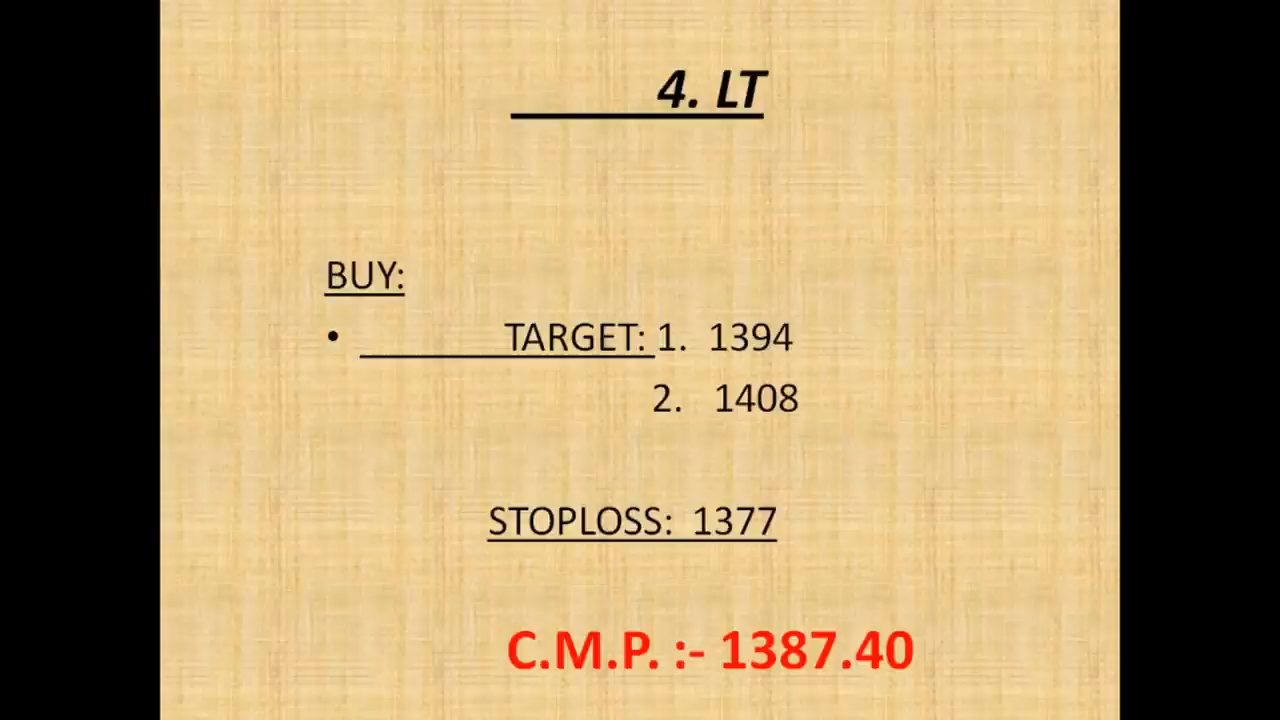 4. LT
BUY:
• TARGET: 1. 1394
2. 1408
STOPLOSS: 1377
C.M.P. :- 1387.40